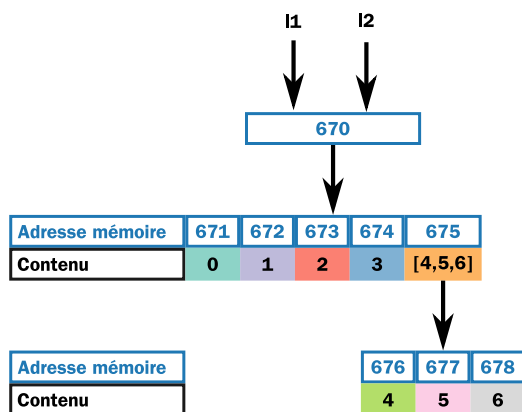 l1 l2
670
Adresse mémoire 671 672 673 674 675
Contenu 0 1 2 3 [4,5,6]
Adresse mémoire 676 677 678
Contenu 4 5 6